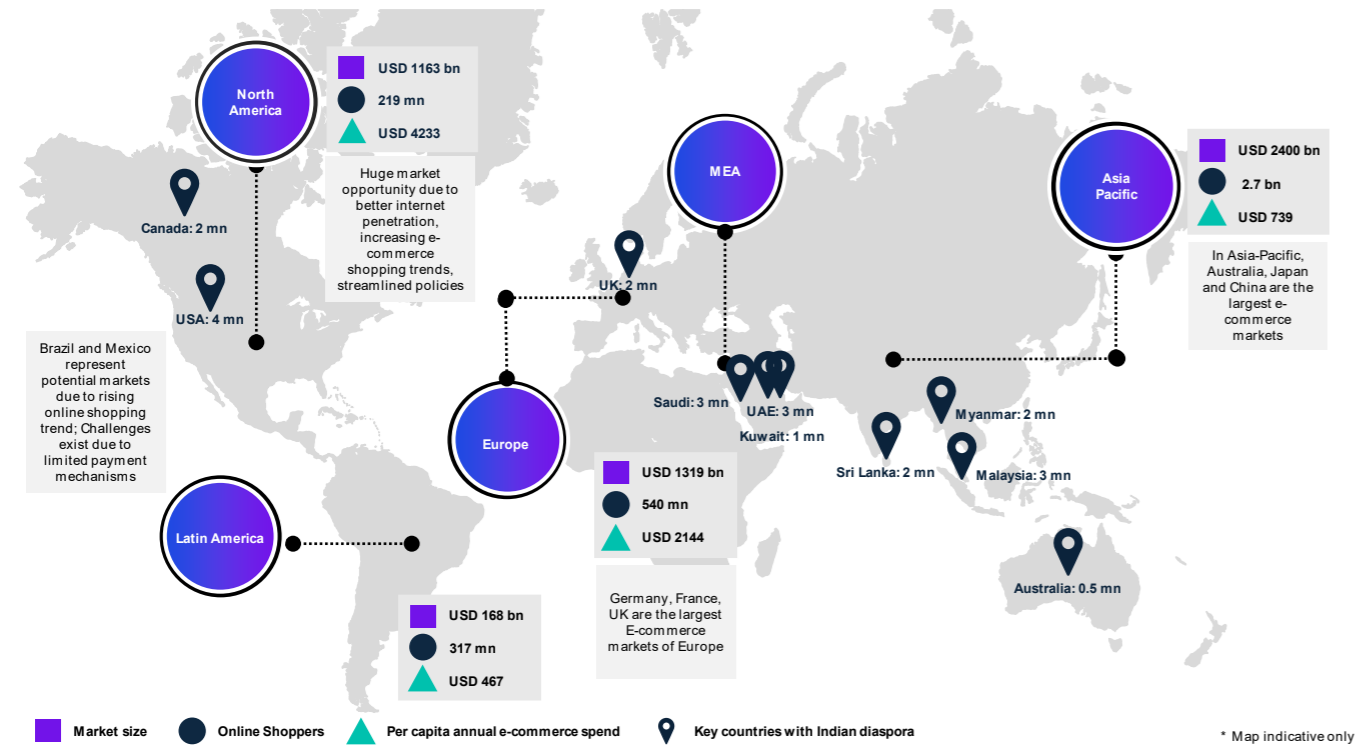 North
America
USD 1163 bn
219 mn
USD 4233
Huge market
opportunity due to
better internet
penetration,
increasing e-
commerce
shopping trends,
streamlined policies
Canada: 2 mn
USA: 4 mn
Brazil and Mexico
represent
potential markets
due to rising
online shopping
trend; Challenges
exist due to
limited payment
mechanisms
Latin America
USD 168 bn
317 mn
USD 467
UK: 2 mn
Europe
USD 1319 bn
540 mn
USD 2144
Germany, France,
UK are the largest
E-commerce
markets of Europe
MEA
Saudi: 3 mn
UAE: 3 mn
Kuwait: 1 mn
Asia
Pacific
USD 2400 bn
2.7 bn
USD 739
In Asia-Pacific,
Australia, Japan
and China are the
largest e-
commerce
markets
Myanmar: 2 mn
Sri Lanka: 2 mn
Malaysia: 3 mn
Australia: 0.5 mn
Market size
Online Shoppers
Per capita annual e-commerce spend
Key countries with Indian diaspora
* Map indicative only